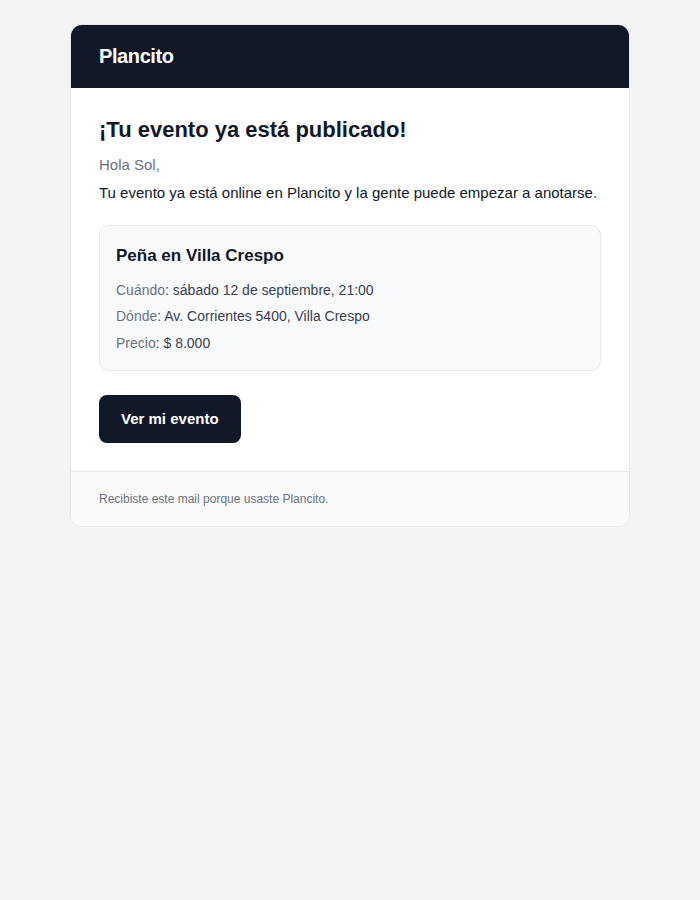 Plancito
¡Tu evento ya está publicado!
Hola Sol,
Tu evento ya está online en Plancito y la gente puede empezar a anotarse.
Peña en Villa Crespo
Cuándo: sábado 12 de septiembre, 21:00
Dónde: Av. Corrientes 5400, Villa Crespo
Precio: $ 8.000
Ver mi evento
Recibiste este mail porque usaste Plancito.